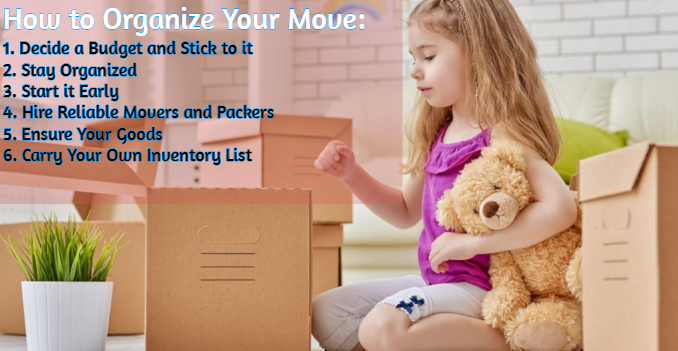 How to Organize Your Move:
1. Decide a Budget and Stick to it
2. Stay Organized
3. Start it Early
4. Hire Reliable Movers and Packers
5. Ensure Your Goods
6. Carry Your Own Inventory List